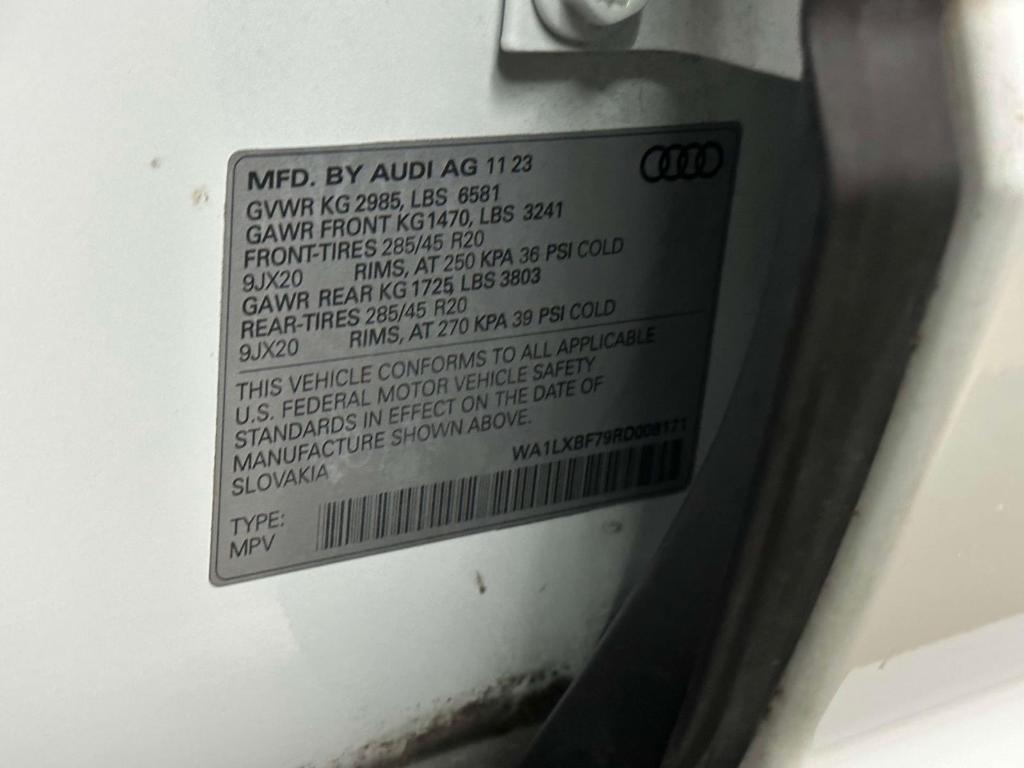 MFD. BY AUDI AG 11 23
GVWR KG 2985, LBS 6581
GAWR FRONT KG 1470, LBS 3241
FRONT-TIRES 285/45 R20
9JX20 RIMS, AT 250 KPA 36 PSI COLD
GAWR REAR KG 1725, LBS 3803
REAR-TIRES 285/45 R20
9JX20 RIMS, AT 270 KPA 39 PSI COLD
THIS VEHICLE CONFORMS TO ALL APPLICABLE
U.S. FEDERAL MOTOR VEHICLE SAFETY
STANDARDS IN EFFECT ON THE DATE OF
MANUFACTURE SHOWN ABOVE.
SLOVAKIA
WA1LXBF79RD008171
TYPE:
MPV